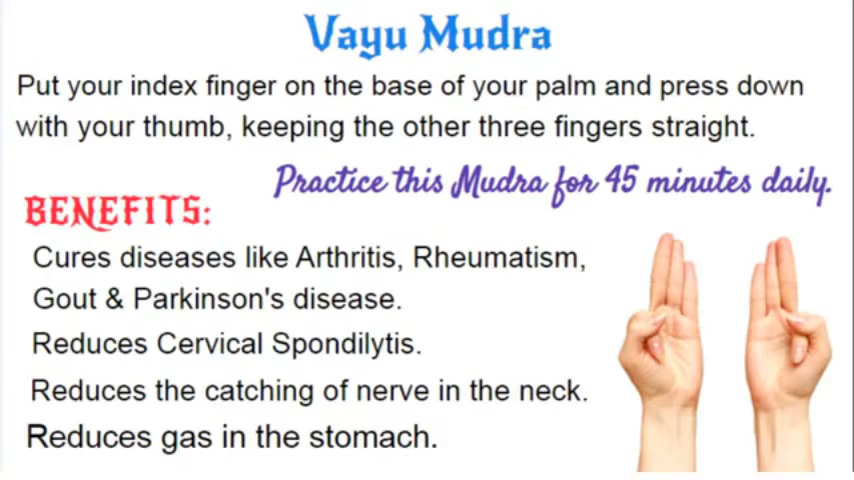 Vayu Mudra
Put your index finger on the base of your palm and press down
with your thumb, keeping the other three fingers straight.
Practice this Mudra for 45 minutes daily.
BENEFITS:
Cures diseases like Arthritis, Rheumatism,
Gout & Parkinson's disease.
Reduces Cervical Spondilytis.
Reduces the catching of nerve in the neck.
Reduces gas in the stomach.